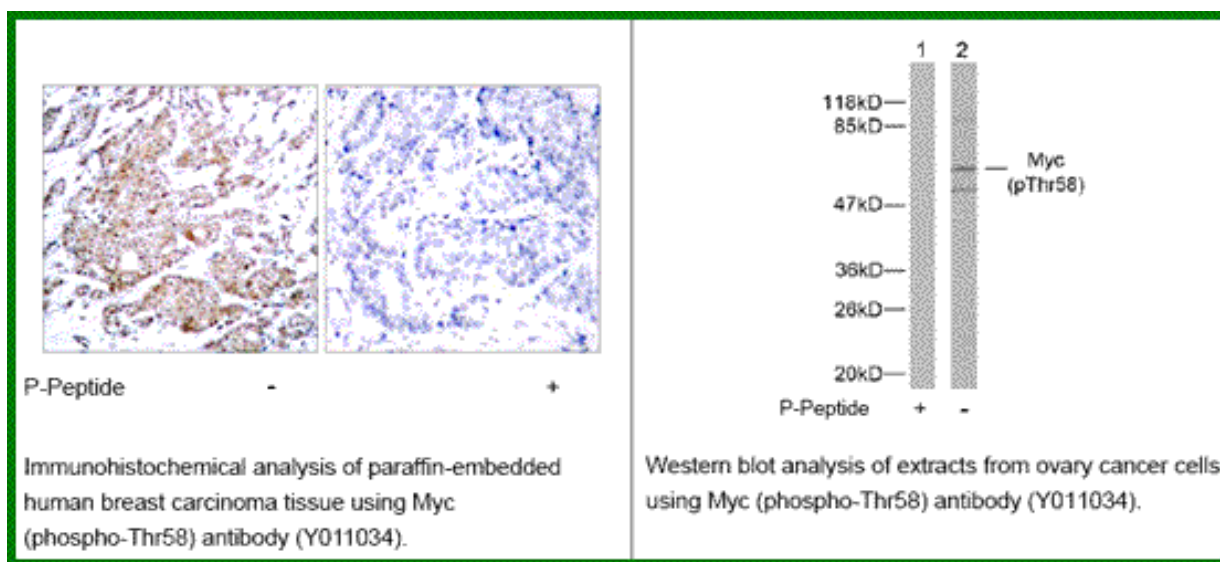 P-Peptide - +
Immunohistochemical analysis of paraffin-embedded
human breast carcinoma tissue using Myc
(phospho-Thr58) antibody (Y011034).
1 2
118kD
85kD
Myc
(pThr58)
47kD
36kD
26kD
20kD
P-Peptide + -
Western blot analysis of extracts from ovary cancer cells
using Myc (phospho-Thr58) antibody (Y011034).